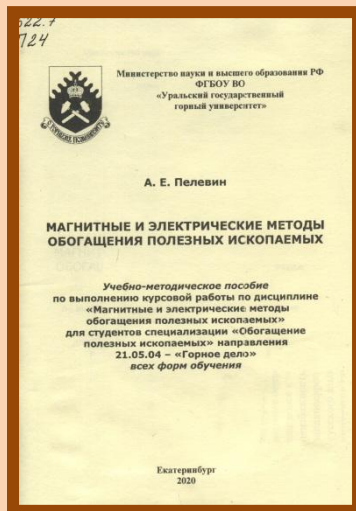 622.7
П24
Министерство науки и высшего образования РФ
ФГБОУ ВО
«Уральский государственный
горный университет»
А. Е. Пелевин
МАГНИТНЫЕ И ЭЛЕКТРИЧЕСКИЕ МЕТОДЫ
ОБОГАЩЕНИЯ ПОЛЕЗНЫХ ИСКОПАЕМЫХ
Учебно-методическое пособие
по выполнению курсовой работы по дисциплине
«Магнитные и электрические методы
обогащения полезных ископаемых»
для студентов специализации «Обогащение
полезных ископаемых» направления
21.05.04 – «Горное дело»
всех форм обучения
Екатеринбург
2020